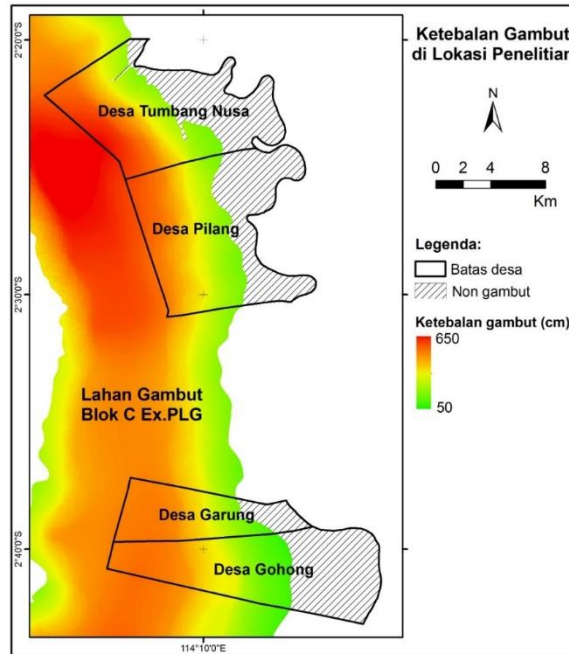 Ketebalan Gambut
di Lokasi Penelitian
N
0 2 4 8
Km
Legenda:
Batas desa
Non gambut
Ketebalan gambut (cm)
650
50
2°20'0"S
2°30'0"S
2°40'0"S
114°10'0"E
Desa Tumbang Nusa
Desa Pilang
Lahan Gambut
Blok C Ex.PLG
Desa Garung
Desa Gohong